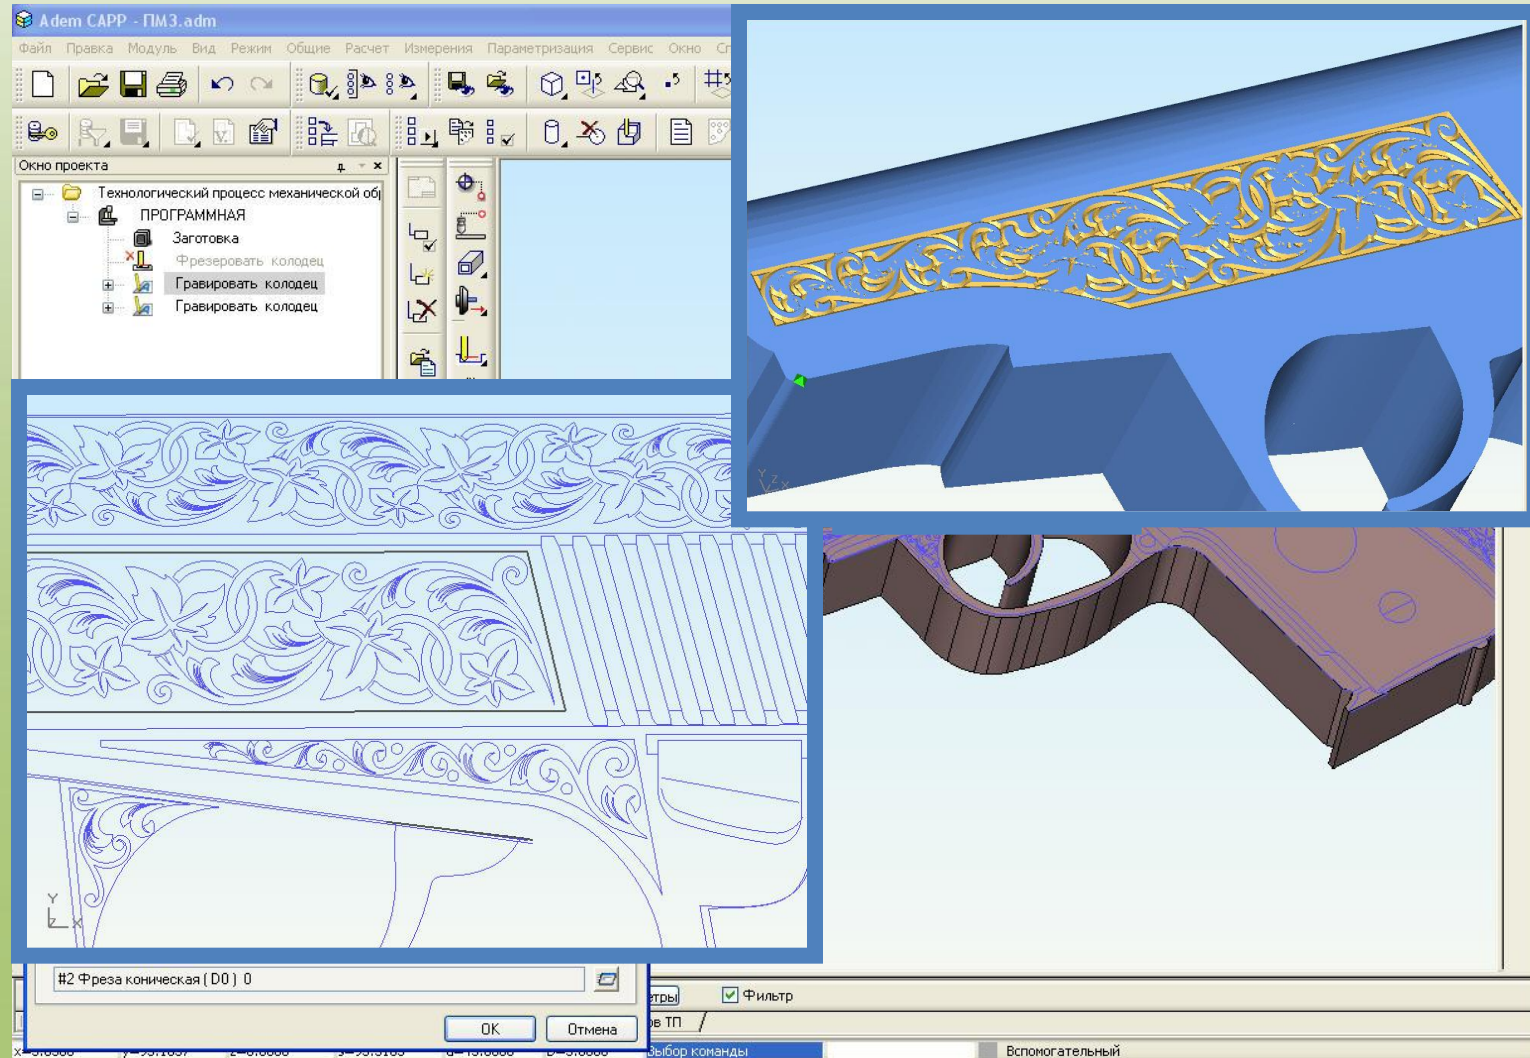 Adem CAPP - ПМ3.adm
Файл Правка Модуль Вид Режим Общие Расчет Измерения Параметризация Сервис Окно
Окно проекта
Технологический процесс механической
ПРОГРАММНАЯ
Заготовка
Фрезеровать колодец
Гравировать колодец
Гравировать колодец
Y
Z X
Y
Z X
#2 Фреза коническая ( D0 ) 0
Фильтр
OK Отмена
ТП
Выбор команды Вспомогательный